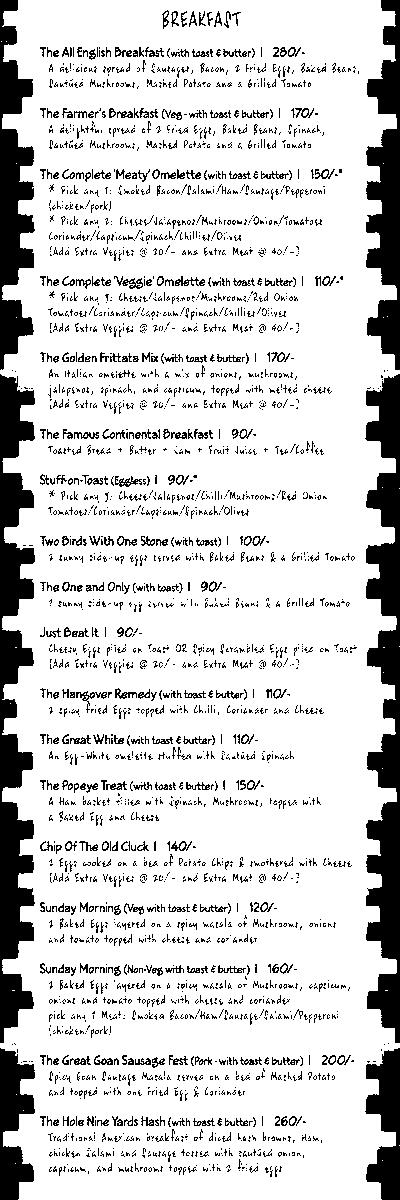 BREAKFAST
The All English Breakfast (with toast & butter) | 280/-
A delicious spread of Sausages, Bacon, 2 Fried Eggs, Baked Beans,
Sautéed Mushrooms, Mashed Potato and a Grilled Tomato
The Farmer's Breakfast (Veg - with toast & butter) | 170/-
A delightful spread of 2 Fried Eggs, Baked Beans, Spinach,
Sautéed Mushrooms, Mashed Potato and a Grilled Tomato
The Complete 'Meaty' Omelette (with toast & butter) | 150/-*
* Pick any 1: Smoked Bacon/Salami/Ham/Sausage/Pepperoni
(chicken/pork)
* Pick any 2: Cheese/Jalapenos/Mushrooms/Onion/Tomatoes
Coriander/Capsicum/Spinach/Chillies/Olives
[Add Extra Veggies @ 20/- and Extra Meat @ 40/-]
The Complete 'Veggie' Omelette (with toast & butter) | 110/-*
* Pick any 3: Cheese/Jalapenos/Mushrooms/Red Onion
Tomatoes/Coriander/Capsicum/Spinach/Chillies/Olives
[Add Extra Veggies @ 20/- and Extra Meat @ 40/-]
The Golden Frittata Mix (with toast & butter) | 170/-
An Italian omelette with a mix of onions, mushrooms,
jalapenos, spinach, and capsicum, topped with melted cheese
[Add Extra Veggies @ 20/- and Extra Meat @ 40/-]
The Famous Continental Breakfast | 90/-
Toasted Bread + Butter + Jam + Fruit Juice + Tea/Coffee
Stuff-on-Toast (Eggless) | 90/-*
* Pick any 3: Cheese/Jalapenos/Chilli/Mushrooms/Red Onion
Tomatoes/Coriander/Capsicum/Spinach/Olives
Two Birds With One Stone (with toast) | 100/-
2 sunny side-up eggs served with Baked Beans & a Grilled Tomato
The One and Only (with toast) | 90/-
1 sunny side-up egg served with Baked Beans & a Grilled Tomato
Just Beat It | 90/-
Cheesy Eggs piled on Toast OR Spicy Scrambled Eggs piled on Toast
[Add Extra Veggies @ 20/- and Extra Meat @ 40/-]
The Hangover Remedy (with toast & butter) | 110/-
2 spicy fried Eggs topped with Chilli, Coriander and Cheese
The Great White (with toast & butter) | 110/-
An Egg-White omelette stuffed with Sautéed Spinach
The Popeye Treat (with toast & butter) | 150/-
A Ham basket filled with Spinach, Mushrooms, topped with
a Baked Egg and Cheese
Chip Of The Old Cluck | 140/-
2 Eggs cooked on a bed of Potato Chips & smothered with Cheese
[Add Extra Veggies @ 20/- and Extra Meat @ 40/-]
Sunday Morning (Veg with toast & butter) | 120/-
2 Baked Eggs layered on a spicy masala of Mushrooms, onions
and tomato topped with cheese and coriander
Sunday Morning (Non-Veg with toast & butter) | 160/-
2 Baked Eggs layered on a spicy masala of Mushrooms, capsicum,
onions and tomato topped with cheese and coriander
pick any 1 Meat: Smoked Bacon/Ham/Sausage/Salami/Pepperoni
(chicken/pork)
The Great Goan Sausage Fest (Pork - with toast & butter) | 200/-
Spicy Goan Sausage Masala served on a bed of Mashed Potato
and topped with one Fried Egg & Coriander
The Hole Nine Yards Hash (with toast & butter) | 260/-
Traditional American breakfast of diced hash browns, Ham,
chicken Salami and Sausage tossed with sautéed onion,
capsicum, and mushrooms topped with 2 fried eggs